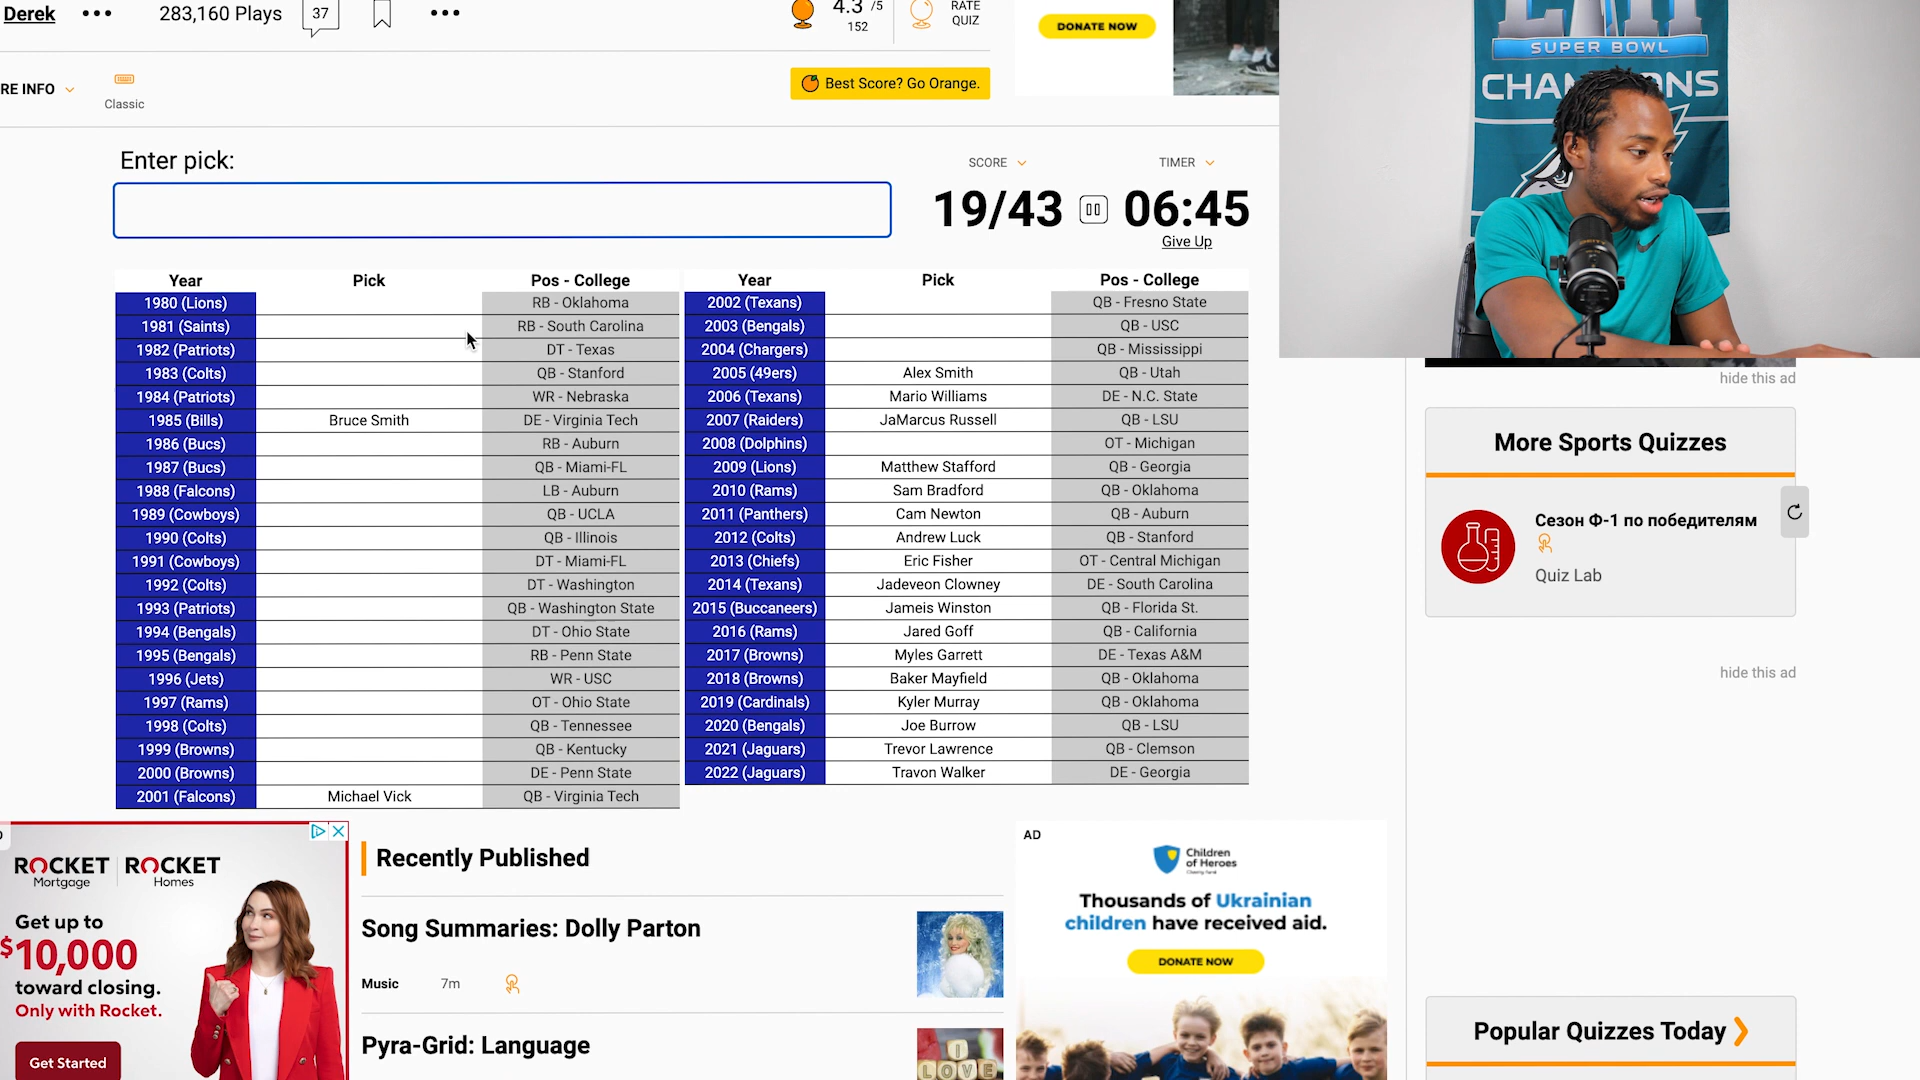 Derek
283,160 Plays
37
4.3 /5
152
RATE QUIZ
DONATE NOW
SUPER BOWL
RE INFO
Classic
Best Score? Go Orange.
Enter pick:
SCORE
TIMER
19/43
06:45
Give Up
Year Pick Pos - College
1980 (Lions) RB - Oklahoma
1981 (Saints) RB - South Carolina
1982 (Patriots) DT - Texas
1983 (Colts) QB - Stanford
1984 (Patriots) WR - Nebraska
1985 (Bills) Bruce Smith DE - Virginia Tech
1986 (Bucs) RB - Auburn
1987 (Bucs) QB - Miami-FL
1988 (Falcons) LB - Auburn
1989 (Cowboys) QB - UCLA
1990 (Colts) QB - Illinois
1991 (Cowboys) DT - Miami-FL
1992 (Colts) DT - Washington
1993 (Patriots) QB - Washington State
1994 (Bengals) DT - Ohio State
1995 (Bengals) RB - Penn State
1996 (Jets) WR - USC
1997 (Rams) OT - Ohio State
1998 (Colts) QB - Tennessee
1999 (Browns) QB - Kentucky
2000 (Browns) DE - Penn State
2001 (Falcons) Michael Vick QB - Virginia Tech
Year Pick Pos - College
2002 (Texans) QB - Fresno State
2003 (Bengals) QB - USC
2004 (Chargers) QB - Mississippi
2005 (49ers) Alex Smith QB - Utah
2006 (Texans) Mario Williams DE - N.C. State
2007 (Raiders) JaMarcus Russell QB - LSU
2008 (Dolphins) OT - Michigan
2009 (Lions) Matthew Stafford QB - Georgia
2010 (Rams) Sam Bradford QB - Oklahoma
2011 (Panthers) Cam Newton QB - Auburn
2012 (Colts) Andrew Luck QB - Stanford
2013 (Chiefs) Eric Fisher OT - Central Michigan
2014 (Texans) Jadeveon Clowney DE - South Carolina
2015 (Buccaneers) Jameis Winston QB - Florida St.
2016 (Rams) Jared Goff QB - California
2017 (Browns) Myles Garrett DE - Texas A&M
2018 (Browns) Baker Mayfield QB - Oklahoma
2019 (Cardinals) Kyler Murray QB - Oklahoma
2020 (Bengals) Joe Burrow QB - LSU
2021 (Jaguars) Trevor Lawrence QB - Clemson
2022 (Jaguars) Travon Walker DE - Georgia
hide this ad
More Sports Quizzes
Сезон Ф-1 по победителям
Quiz Lab
hide this ad
Popular Quizzes Today
ROCKET ROCKET
Mortgage Homes
Get up to
$10,000
toward closing.
Only with Rocket.
Get Started
Recently Published
Song Summaries: Dolly Parton
Music 7m
Pyra-Grid: Language
I
LOVE
AD
Children
of Heroes
Thousands of Ukrainian
children have received aid.
DONATE NOW